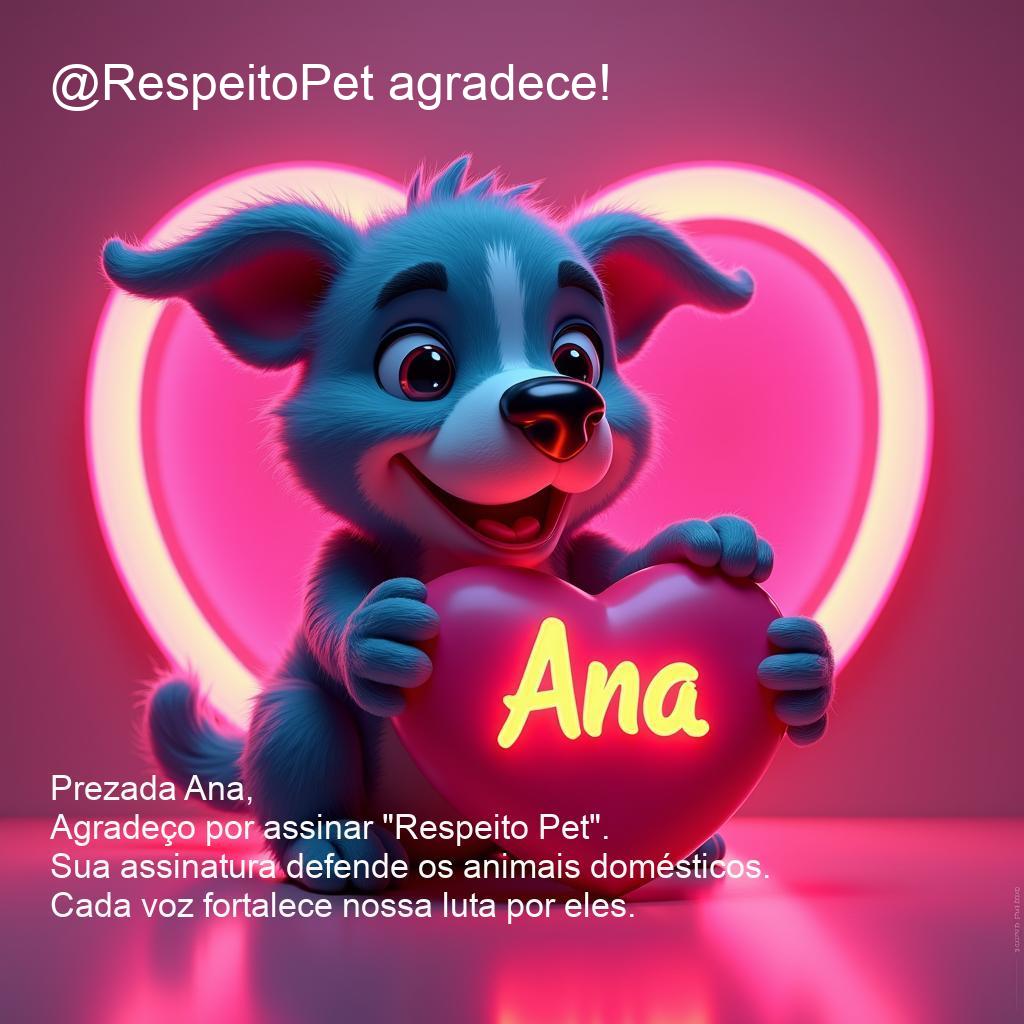 @RespeitoPet agradece!
Ana
Prezada Ana,
Agradeço por assinar "Respeito Pet".
Sua assinatura defende os animais domésticos.
Cada voz fortalece nossa luta por eles.